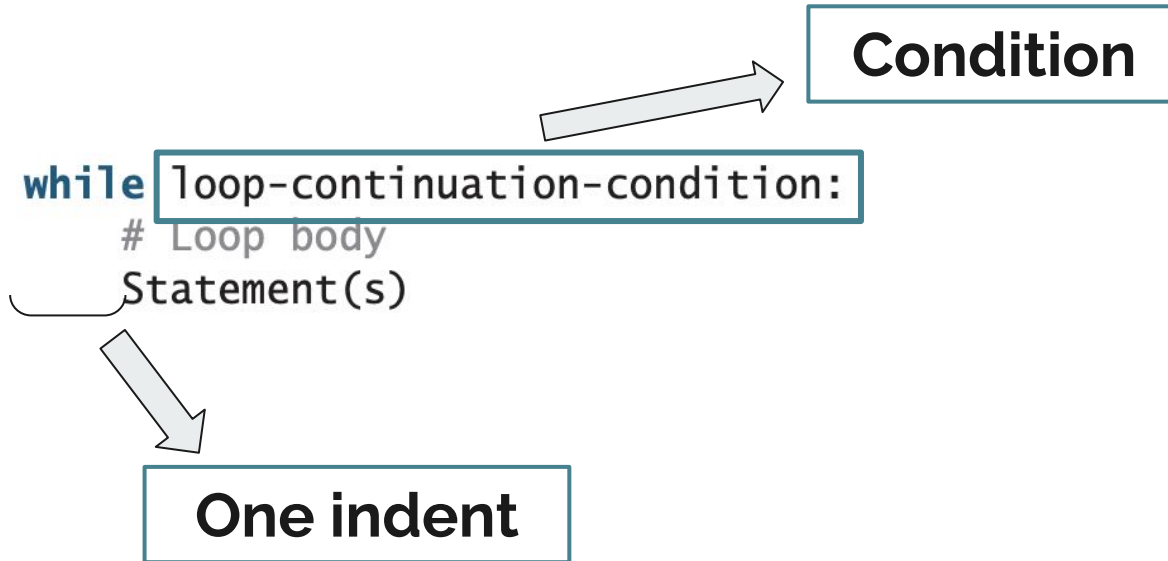 Condition
while loop-continuation-condition:
# Loop body
Statement(s)
One indent